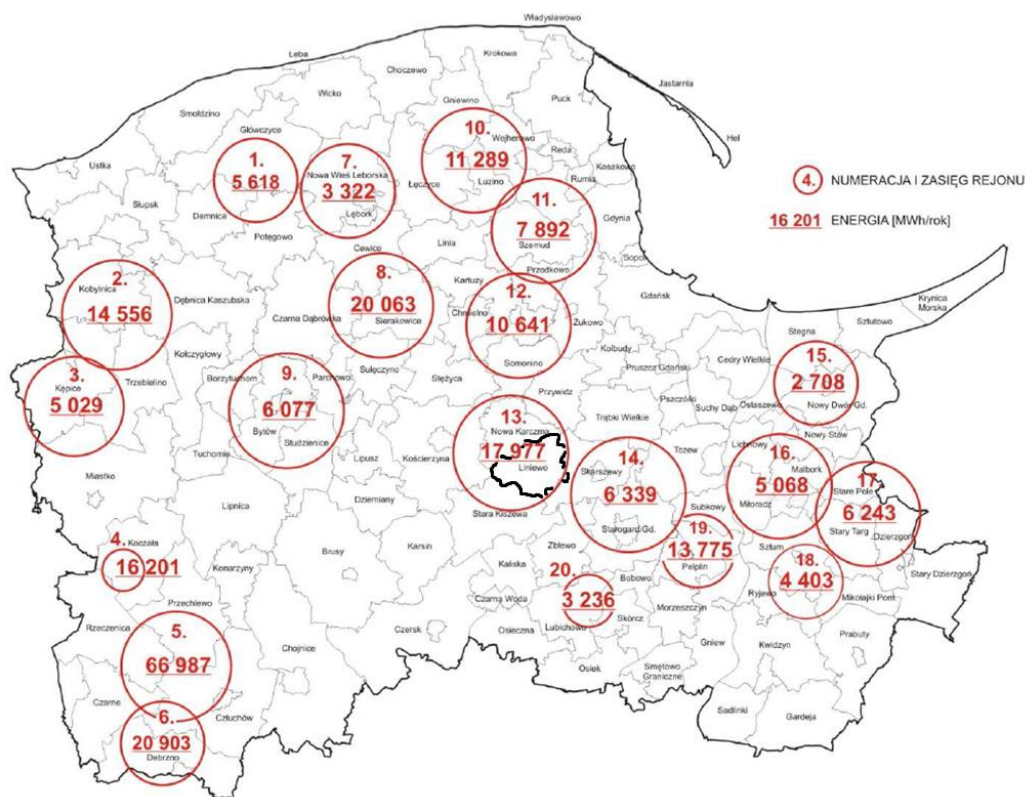 Władysławowo
Łeba
Krokowa
Choczewo
Jastarnia
Wicko
Gniewino
Puck
Smołdzino
Główczyce
10.
Wejherowo
Hel
Reda
Ustka
1.
7.
11 289
Kosakowo
Nowa Wieś Lęborska
5 618
3 322
Łęczyce
Luzino
Rumia
4.
NUMERACJA I ZASIĘG REJONU
Słupsk
11.
Damnica
Lębork
Gdynia
16 201
ENERGIA [MWh/rok]
7 892
Potęgowo
Linia
Szemud
Cewice
Sopot
2.
8.
Kartuzy
Przodkowo
Kobylnica
12.
Gdańsk
Dębnica Kaszubska
20 063
Krynica
Morska
14 556
Czarna Dąbrówka
Chmielno
10 641
Żukowo
Sztutowo
Sierakowice
Stegna
Kołczygłowy
Kolbudy
Cedry Wielkie
15.
Somonino
Pruszcz Gdański
3.
Trzebielino
9.
Borzytuchom
Parchowo
Sulęczyno
Stężyca
2 708
Kępice
Przywidz
Pszczółki
5 029
6 077
Suchy Dąb
Ostaszewo
Nowy Dwór Gd.
13.
Trąbki Wielkie
Bytów
Nowa Karczma
Nowy Staw
Studzienice
17 977
14.
Tczew
Lichnowy
16.
Tuchomie
Lipusz
Kościerzyna
Liniewo
Skarszewy
Malbork
17.
Miastko
5 068
Stare Pole
Dziemiany
6 339
Lipnica
Miłoradz
6 243
Stara Kiszewa
Subkowy
Starogard Gd.
19.
Stary Targ
Dzierzgoń
4.
Koczała
Brusy
Karsin
Zblewo
13 775
Sztum
18.
16 201
Konarzyny
Kaliska
20.
Pelplin
4 403
Stary Dzierzgoń
Bobowo
Przechlewo
Czarna Woda
3 236
Morzeszczyn
Ryjewo
Mikołajki Pom.
Rzeczenica
5.
Czersk
Osieczna
Lubichowo
Skórcz
Prabuty
Chojnice
Gniew
Kwidzyn
66 987
Osiek
Smętowo
Graniczne
Czarne
6.
Człuchów
Sadlinki
Gardeja
20 903
Debrzno